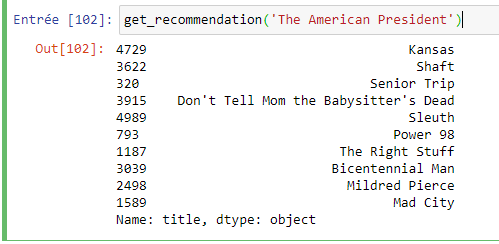 Entrée [102]: get_recommendation('The American President')
Out[102]: 4729 Kansas
3622 Shaft
320 Senior Trip
3915 Don't Tell Mom the Babysitter's Dead
4989 Sleuth
793 Power 98
1187 The Right Stuff
3039 Bicentennial Man
2498 Mildred Pierce
1589 Mad City
Name: title, dtype: object